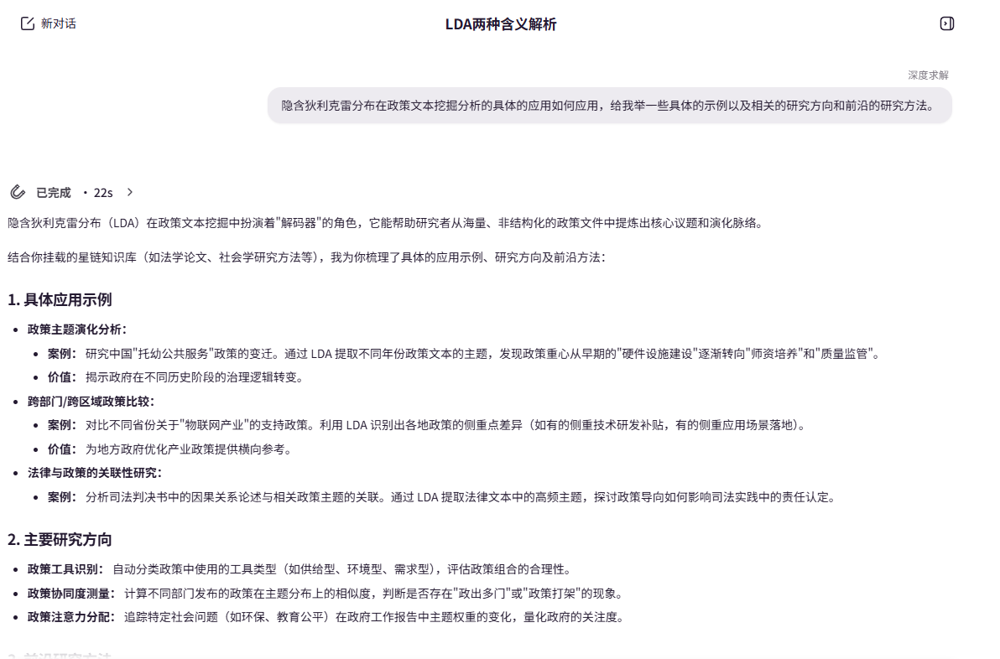 新对话
LDA两种含义解析
深度求解
隐含狄利克雷分布在政策文本挖掘分析的具体的应用如何应用，给我举一些具体的示例以及相关的研究方向和前沿的研究方法。
已完成 · 22s
隐含狄利克雷分布（LDA）在政策文本挖掘中扮演着"解码器"的角色，它能帮助研究者从海量、非结构化的政策文件中提炼出核心议题和演化脉络。
结合你挂载的星链知识库（如法学论文、社会学研究方法等），我为你梳理了具体的应用示例、研究方向及前沿方法：
1. 具体应用示例
政策主题演化分析：
案例： 研究中国"托幼公共服务"政策的变迁。通过 LDA 提取不同年份政策文本的主题，发现政策重心从早期的"硬件设施建设"逐渐转向"师资培养"和"质量监管"。
价值： 揭示政府在不同历史阶段的治理逻辑转变。
跨部门/跨区域政策比较：
案例： 对比不同省份关于"物联网产业"的支持政策。利用 LDA 识别出各地政策的侧重点差异（如有的侧重技术研发补贴，有的侧重应用场景落地）。
价值： 为地方政府优化产业政策提供横向参考。
法律与政策的关联性研究：
案例： 分析司法判决书中的因果关系论述与相关政策主题的关联。通过 LDA 提取法律文本中的高频主题，探讨政策导向如何影响司法实践中的责任认定。
2. 主要研究方向
政策工具识别： 自动分类政策中使用的工具类型（如供给型、环境型、需求型），评估政策组合的合理性。
政策协同度测量： 计算不同部门发布的政策在主题分布上的相似度，判断是否存在"政出多门"或"政策打架"的现象。
政策注意力分配： 追踪特定社会问题（如环保、教育公平）在政府工作报告中主题权重的变化，量化政府的关注度。
3. 前沿研究方法